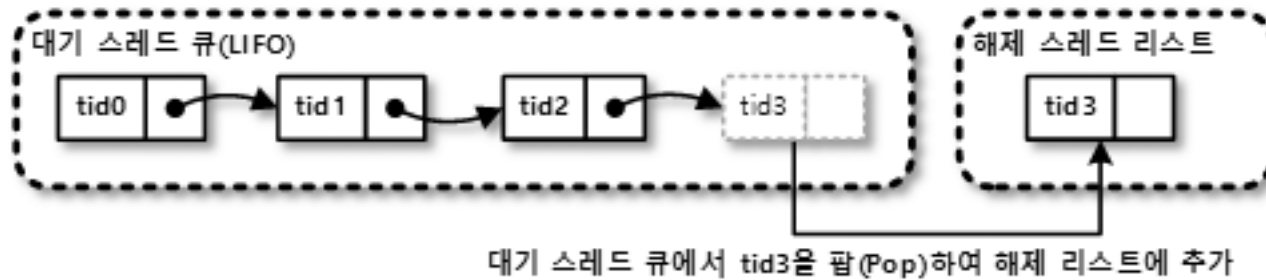 대기 스레드 큐(LIFO)
해제 스레드 리스트
tid0
tid1
tid2
tid3
tid3
대기 스레드 큐에서 tid3을 팝(Pop)하여 해제 리스트에 추가